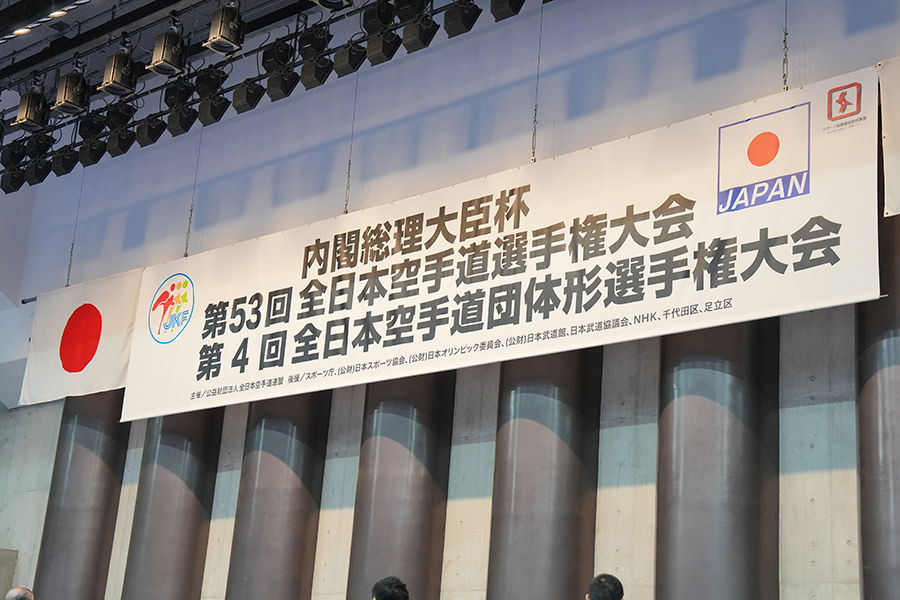 内閣総理大臣杯
第53回 全日本空手道選手権大会
第4回 全日本空手道団体形選手権大会
主催／公益財団法人 全日本空手道連盟 後援／スポーツ庁、(公財)日本スポーツ協会、(公財)日本オリンピック委員会、(公財)日本武道館、日本武道協議会、NHK、千代田区、足立区
JKF
JAPAN